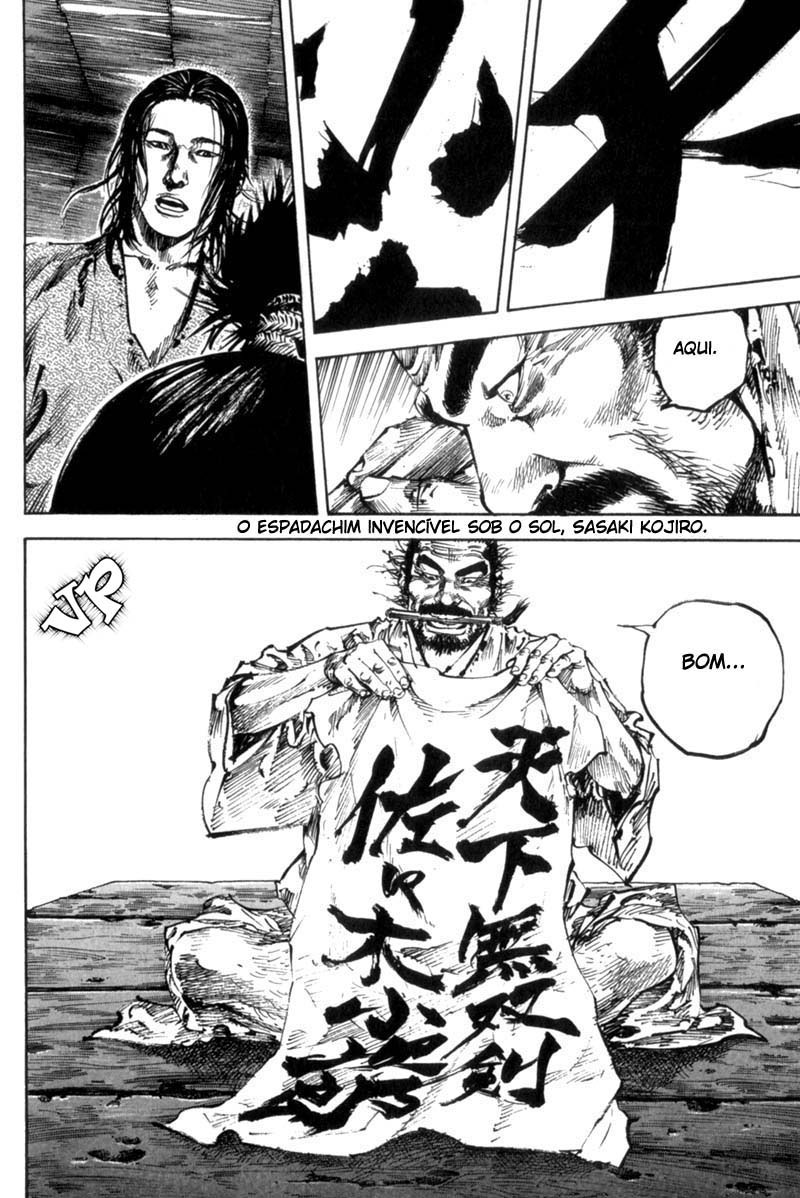 AQUI.
O ESPADACHIM INVENCÍVEL SOB O SOL, SASAKI KOJIRO.
VP
BOM...
天下無双剣
佐々木小次郎